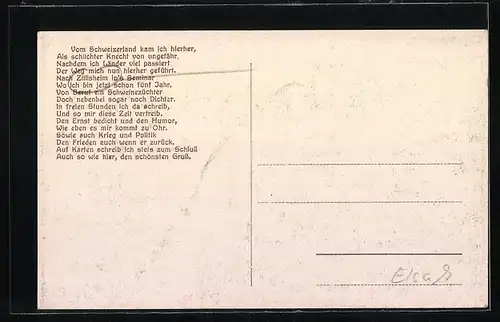 Vom Schweizerland kam ich hierher,
Als schlichter Knecht von ungefähr.
Nachdem ich Länder viel passiert
Der Weg mich nun hierher geführt.
Nach Zillisheim in's Seminar
Wo ich bin jetzt schon fünf Jahr,
Von Beruf ein Schweinezüchter
Doch nebenbei sogar noch Dichter.
In freien Stunden ich da schreib,
Und so mir diese Zeit vertreib.
Den Ernst bedicht und den Humor,
Wie eben es mir kommt zu Ohr.
Sowie auch Krieg und Politik
Den Frieden auch wenn er zurück.
Auf Karten schreib ich stets zum Schluß
Auch so wie hier, den schönsten Gruß.